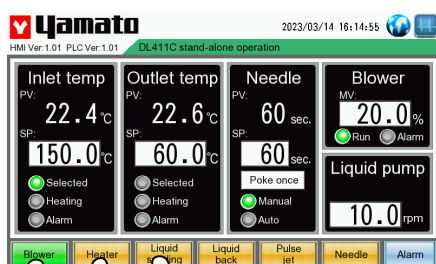 Yamato
2023/03/14 16:14:55
HMI Ver:1.01 PLC Ver:1.01
DL411C stand-alone operation
Inlet temp
PV:
22.4 ℃
SP:
150.0 ℃
Selected
Heating
Alarm
Outlet temp
PV:
22.6 ℃
SP:
60.0 ℃
Selected
Heating
Alarm
Needle
PV:
60 sec.
SP:
60 sec.
Poke once
Manual
Auto
Blower
MV:
20.0 %
Run Alarm
Liquid pump
10.0 rpm
Blower
Heater
Liquid
Liquid
back
Pulse
jet
Needle
Alarm